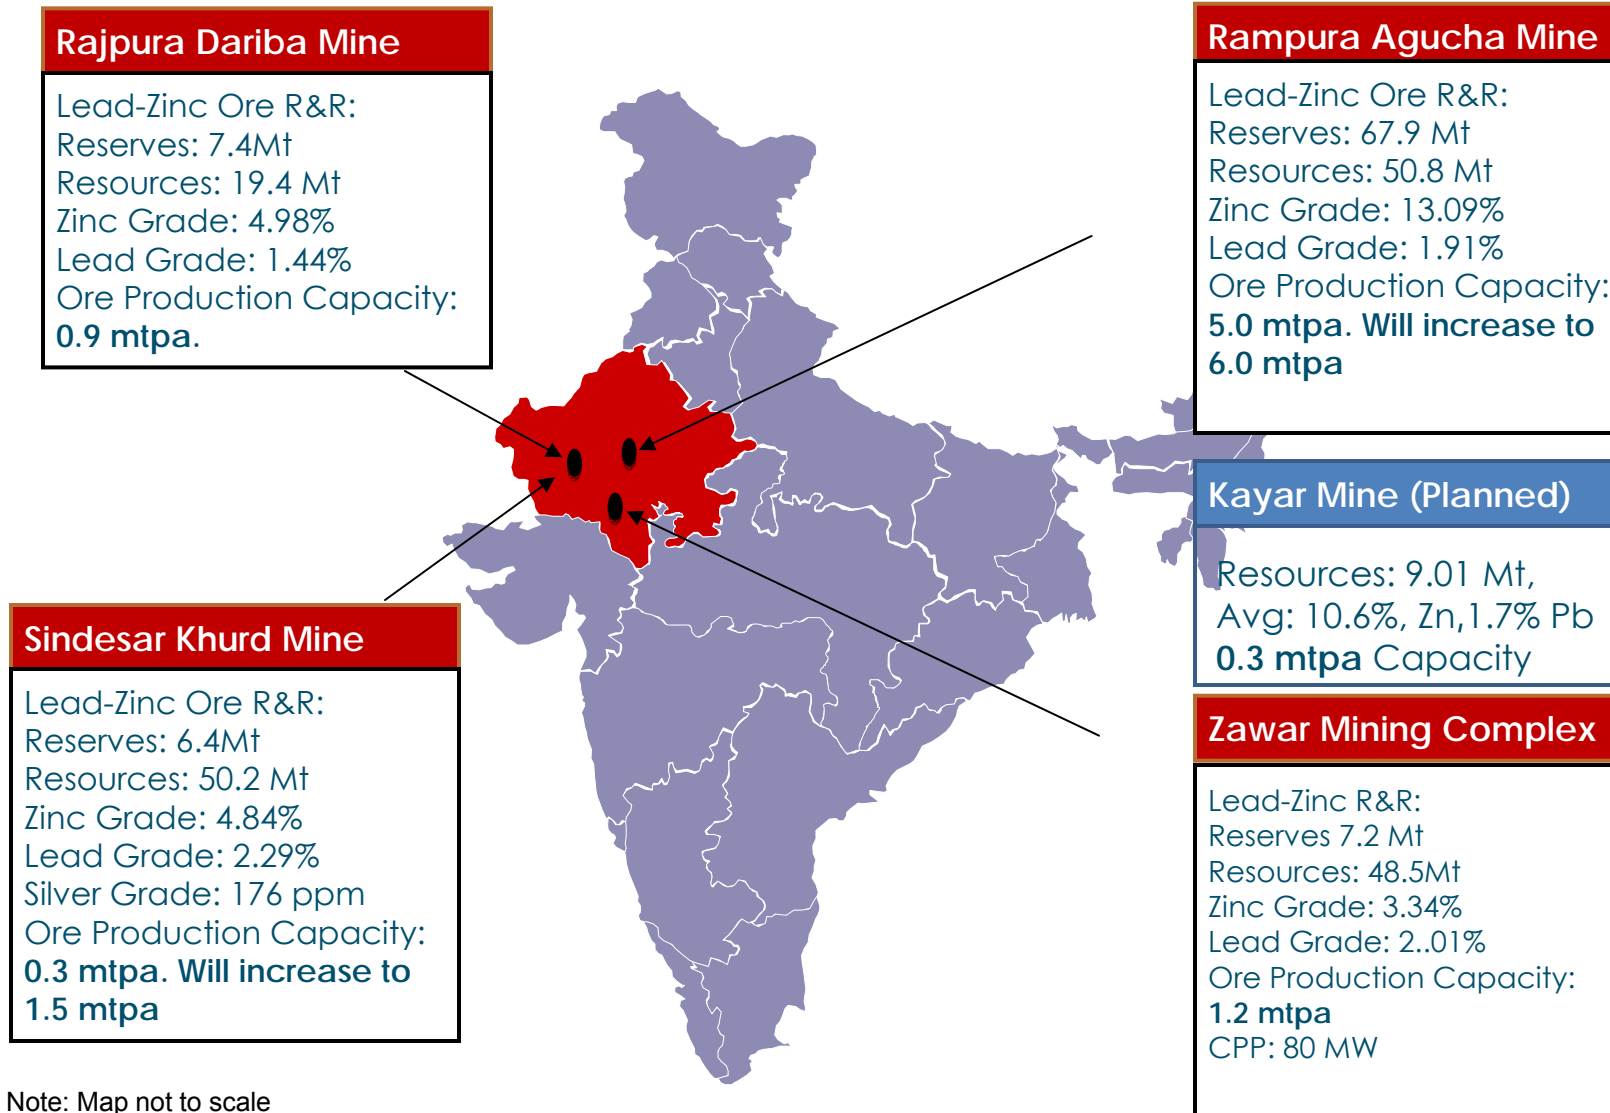 Rajpura Dariba Mine
Lead-Zinc Ore R&R:
Reserves: 7.4Mt
Resources: 19.4 Mt
Zinc Grade: 4.98%
Lead Grade: 1.44%
Ore Production Capacity:
0.9 mtpa.
Sindesar Khurd Mine
Lead-Zinc Ore R&R:
Reserves: 6.4Mt
Resources: 50.2 Mt
Zinc Grade: 4.84%
Lead Grade: 2.29%
Silver Grade: 176 ppm
Ore Production Capacity:
0.3 mtpa. Will increase to
1.5 mtpa
Note: Map not to scale
Rampura Agucha Mine
Lead-Zinc Ore R&R:
Reserves: 67.9 Mt
Resources: 50.8 Mt
Zinc Grade: 13.09%
Lead Grade: 1.91%
Ore Production Capacity:
5.0 mtpa. Will increase to
6.0 mtpa
Kayar Mine (Planned)
Resources: 9.01 Mt,
Avg: 10.6%, Zn,1.7% Pb
0.3 mtpa Capacity
Zawar Mining Complex
Lead-Zinc R&R:
Reserves 7.2 Mt
Resources: 48.5Mt
Zinc Grade: 3.34%
Lead Grade: 2..01%
Ore Production Capacity:
1.2 mtpa
CPP: 80 MW